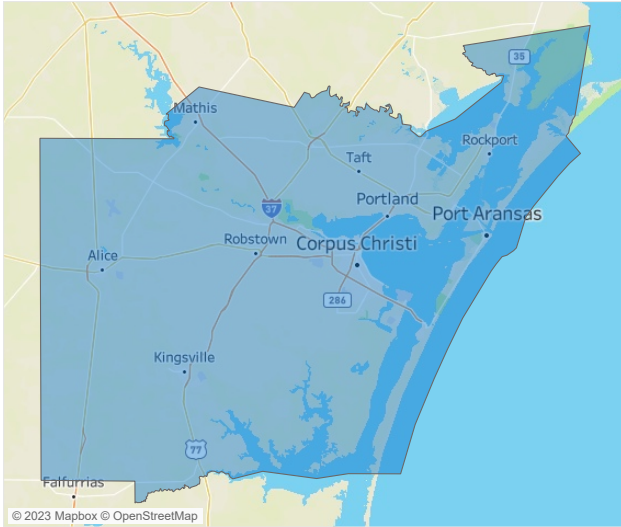 35
Mathis
Rockport
Taft
Portland
37
Port Aransas
Robstown
Corpus Christi
Alice
286
Kingsville
77
Falfurrias
© 2023 Mapbox © OpenStreetMap